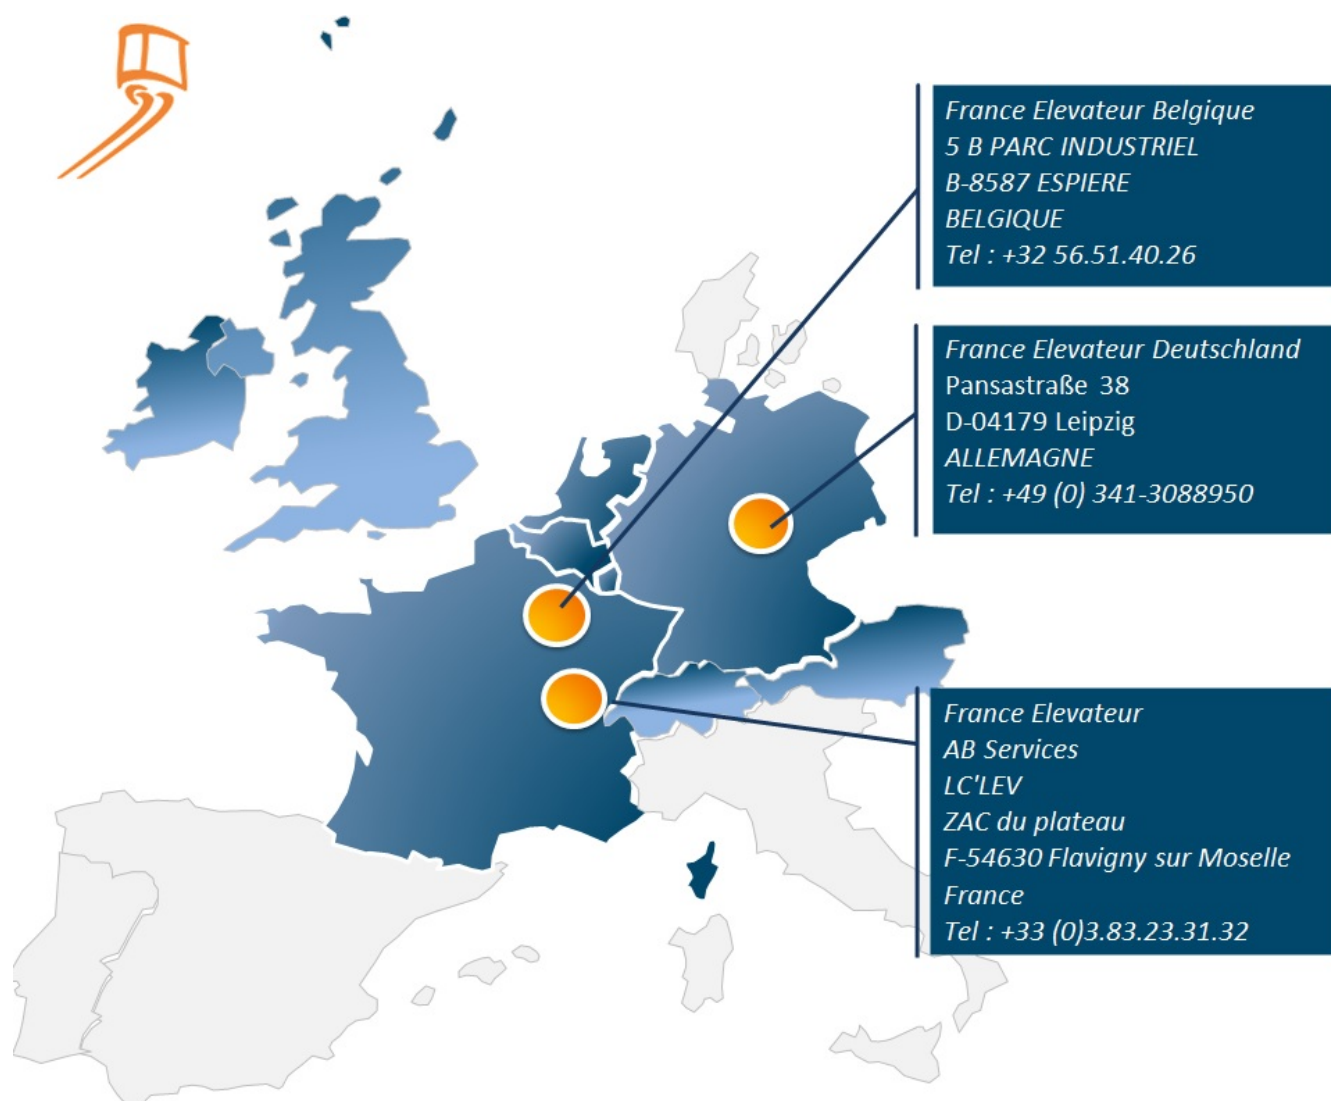 France Elevateur Belgique
5 B PARC INDUSTRIEL
B-8587 ESPIERE
BELGIQUE
Tel : +32 56.51.40.26
France Elevateur Deutschland
Pansastraße 38
D-04179 Leipzig
ALLEMAGNE
Tel : +49 (0) 341-3088950
France Elevateur
AB Services
LC'LEV
ZAC du plateau
F-54630 Flavigny sur Moselle
France
Tel : +33 (0)3.83.23.31.32